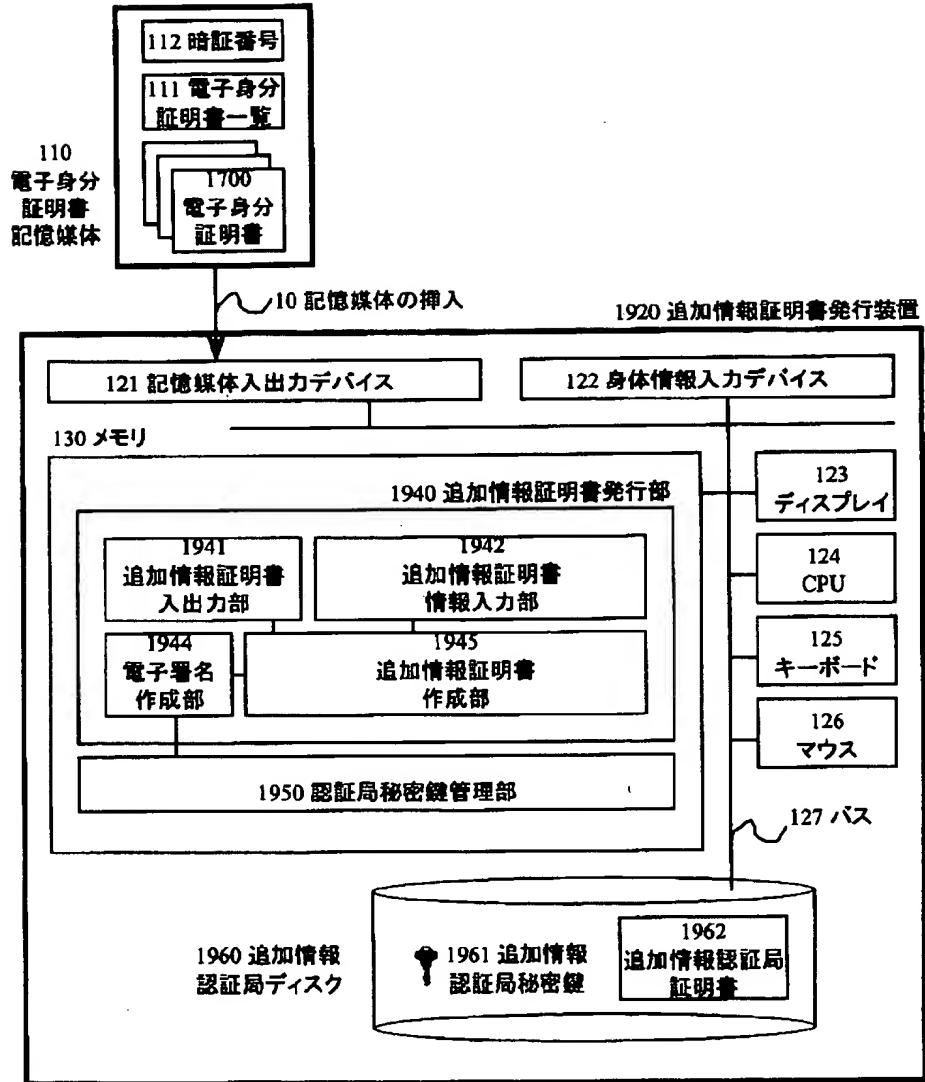 112 暗証番号
111 電子身分
証明書一覧
1700
電子身分
証明書
110
電子身分
証明書
記憶媒体
10 記憶媒体の挿入
1920 追加情報証明書発行装置
121 記憶媒体入出力デバイス
122 身体情報入力デバイス
130 メモリ
1940 追加情報証明書発行部
1941
追加情報証明書
入出力部
1942
追加情報証明書
情報入力部
1944
電子署名
作成部
1945
追加情報証明書
作成部
1950 認証局秘密鍵管理部
123
ディスプレイ
124
CPU
125
キーボード
126
マウス
127 バス
1960 追加情報
認証局ディスク
1961 追加情報
認証局秘密鍵
1962
追加情報認証局
証明書